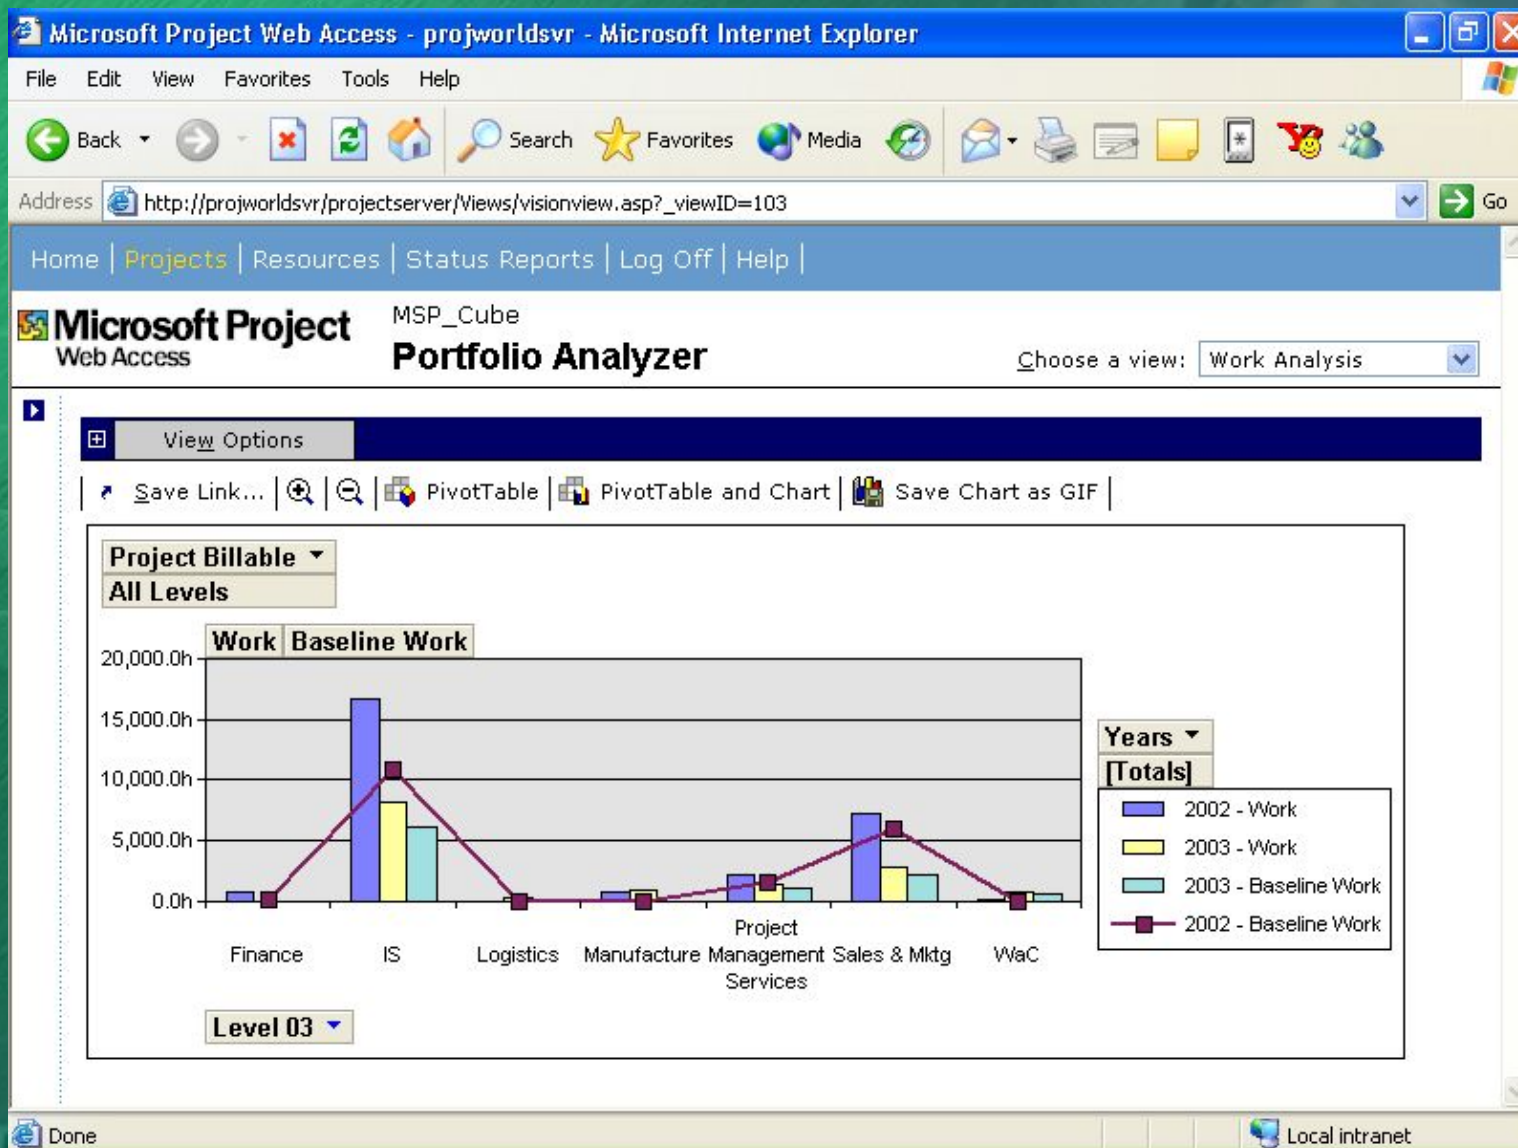 Microsoft Project Web Access - projworldsvr - Microsoft Internet Explorer
File Edit View Favorites Tools Help
Back Search Favorites Media
Address http://projworldsvr/projectserver/Views/visionview.asp?_viewID=103 Go
Home | Projects | Resources | Status Reports | Log Off | Help |
Microsoft Project
Web Access
MSP_Cube
Portfolio Analyzer
Choose a view: Work Analysis
View Options
Save Link... PivotTable PivotTable and Chart Save Chart as GIF
Project Billable
All Levels
Work Baseline Work
20,000.0h
15,000.0h
10,000.0h
5,000.0h
0.0h
Finance
IS
Logistics
Manufacture
Project
Management
Services
Sales & Mktg
WaC
Level 03
Years
[Totals]
2002 - Work
2003 - Work
2003 - Baseline Work
2002 - Baseline Work
Done
Local intranet